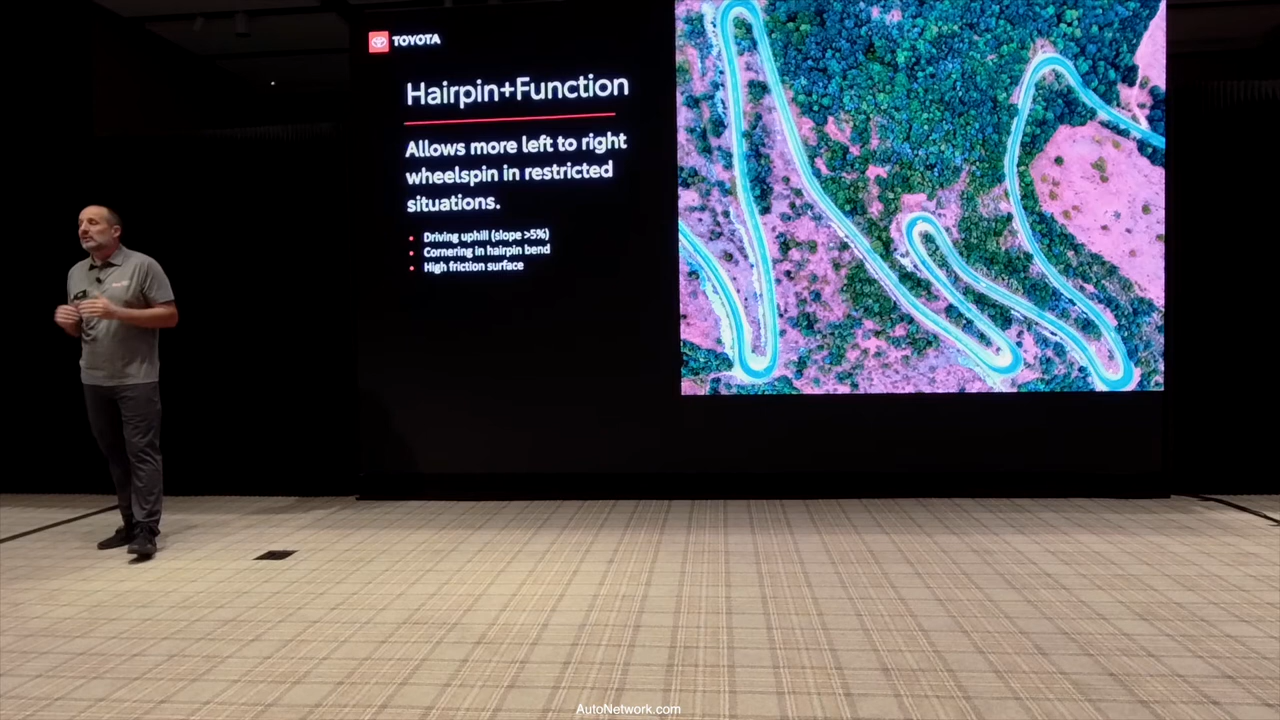 TOYOTA
Hairpin+Function
Allows more left to right
wheelspin in restricted
situations.
Driving uphill (slope >5%)
Cornering in hairpin bend
High friction surface
AutoNetwork.com